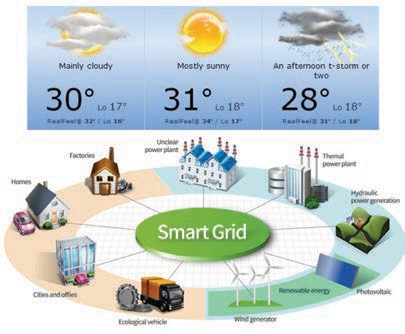 Mainly cloudy
30° Lo 17°
RealFeel® 32° / Lo 16°
Mostly sunny
31° Lo 18°
RealFeel® 34° / Lo 17°
An afternoon t-storm or
two
28° Lo 18°
RealFeel® 31° / Lo 18°
Unclear
power plant
Factories
Themal
power plant
Homes
Hydraulic
power generation
Smart Grid
Cities and offies
Photovoltaic
Renewable energy
Ecological vehicle
Wind generator